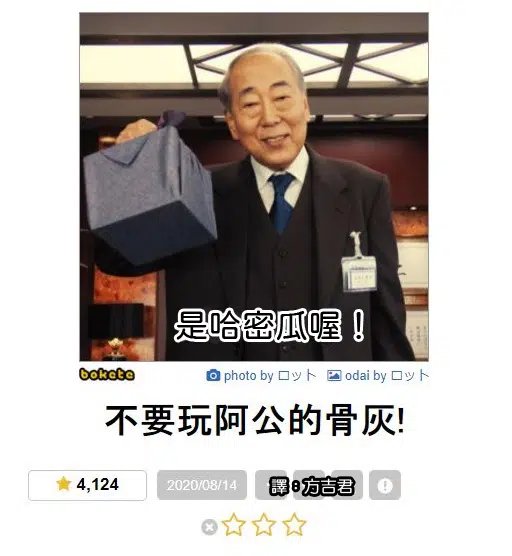 是哈密瓜喔！
bokete
photo by ロット odai by ロット
不要玩阿公的骨灰!
4,124
2020/08/14
譯8方吉君